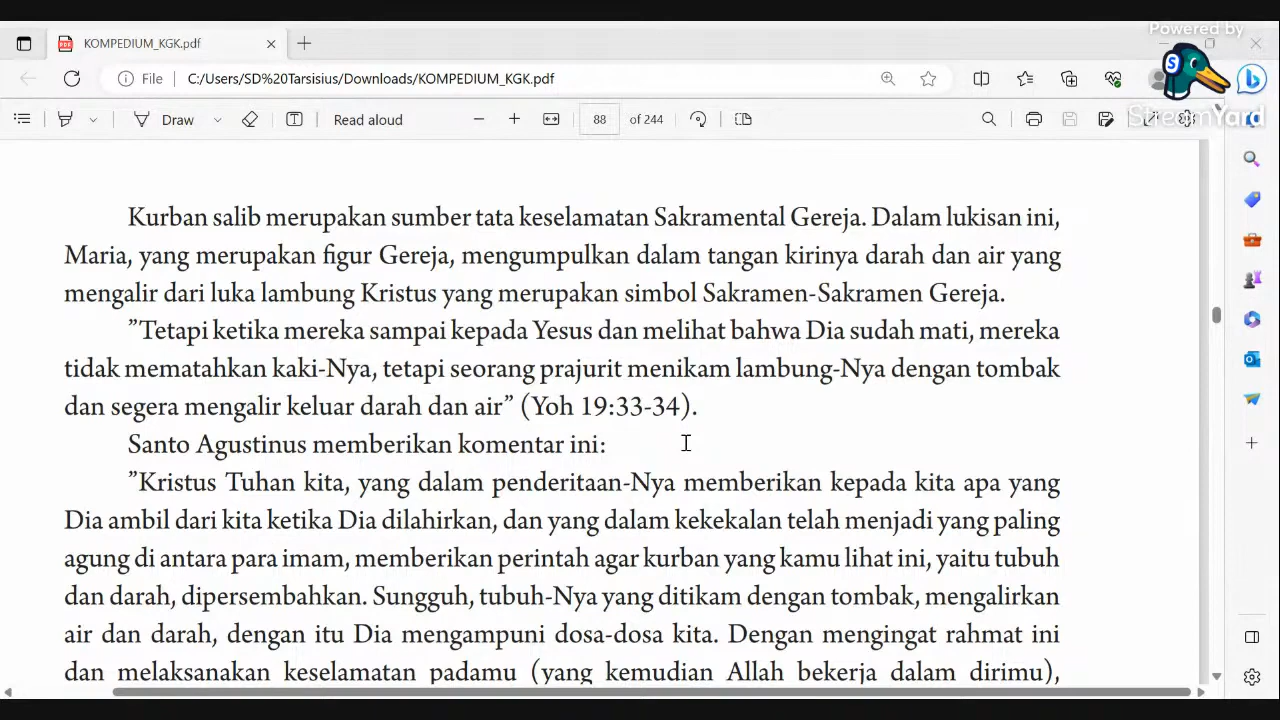 Powered by
KOMPEDIUM_KGK.pdf
File C:/Users/SD%20Tarsisius/Downloads/KOMPEDIUM_KGK.pdf
StreamYard
Draw Read aloud 88 of 244
Kurban salib merupakan sumber tata keselamatan Sakramental Gereja. Dalam lukisan ini,
Maria, yang merupakan figur Gereja, mengumpulkan dalam tangan kirinya darah dan air yang
mengalir dari luka lambung Kristus yang merupakan simbol Sakramen-Sakramen Gereja.
”Tetapi ketika mereka sampai kepada Yesus dan melihat bahwa Dia sudah mati, mereka
tidak mematahkan kaki-Nya, tetapi seorang prajurit menikam lambung-Nya dengan tombak
dan segera mengalir keluar darah dan air” (Yoh 19:33-34).
Santo Agustinus memberikan komentar ini:
”Kristus Tuhan kita, yang dalam penderitaan-Nya memberikan kepada kita apa yang
Dia ambil dari kita ketika Dia dilahirkan, dan yang dalam kekekalan telah menjadi yang paling
agung di antara para imam, memberikan perintah agar kurban yang kamu lihat ini, yaitu tubuh
dan darah, dipersembahkan. Sungguh, tubuh-Nya yang ditikam dengan tombak, mengalirkan
air dan darah, dengan itu Dia mengampuni dosa-dosa kita. Dengan mengingat rahmat ini
dan melaksanakan keselamatan padamu (yang kemudian Allah bekerja dalam dirimu),